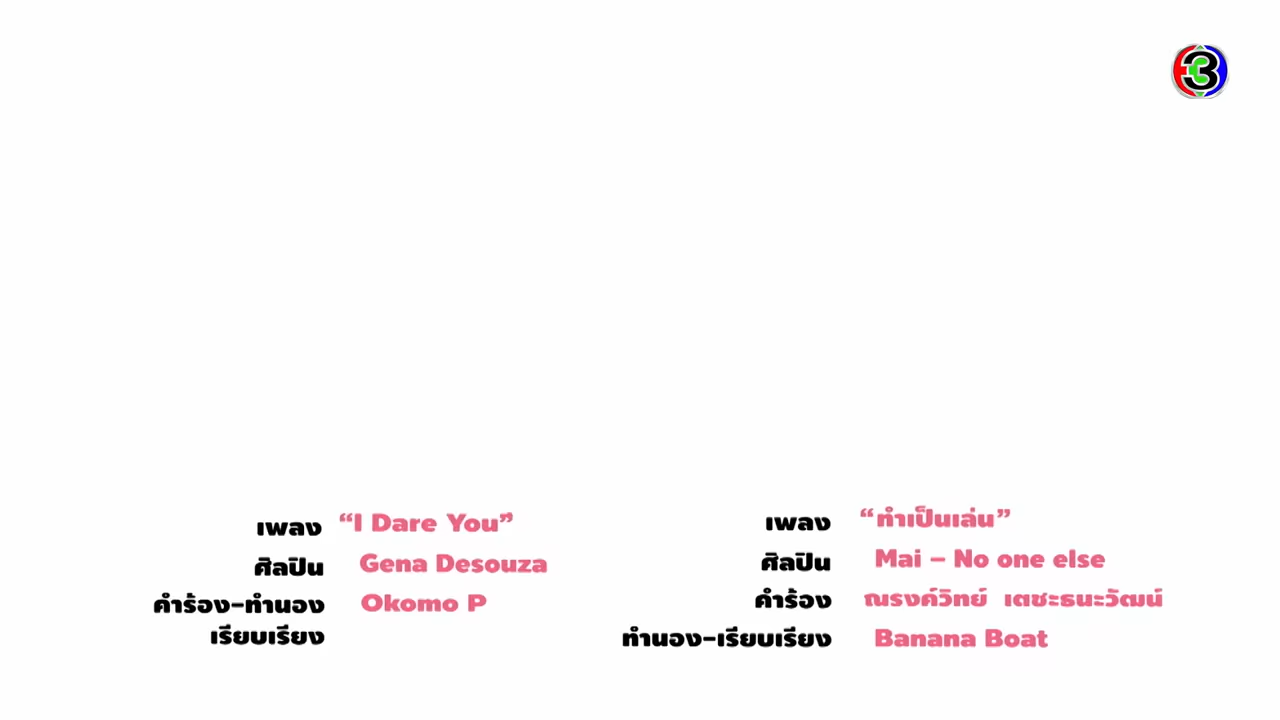 3
เพลง “I Dare You”
ศิลปิน Gena Desouza
คำร้อง-ทำนอง Okomo P
เรียบเรียง
เพลง “ทำเป็นเล่น”
ศิลปิน Mai – No one else
คำร้อง ณรงค์วิทย์ เตชะธนะวัฒน์
ทำนอง-เรียบเรียง Banana Boat